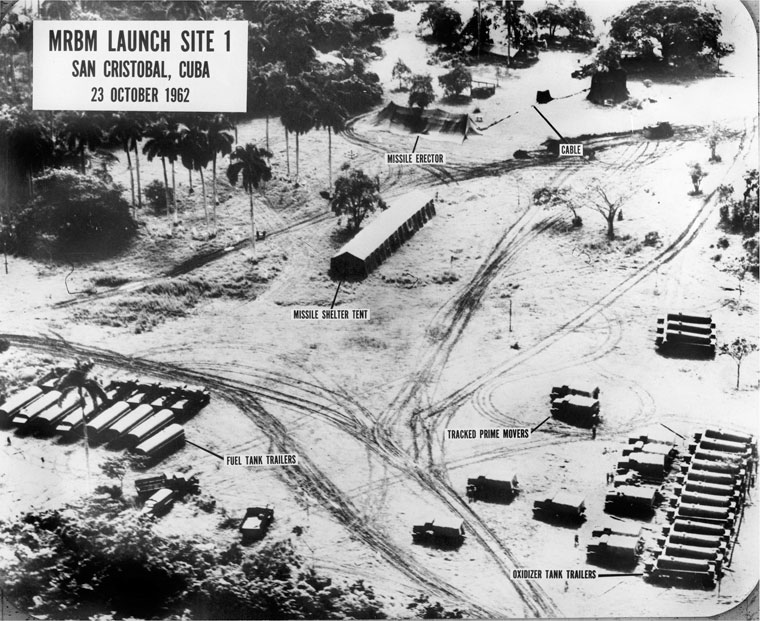 MRBM LAUNCH SITE 1
SAN CRISTOBAL, CUBA
23 OCTOBER 1962
MISSILE ERECTOR
CABLE
MISSILE SHELTER TENT
TRACKED PRIME MOVERS
FUEL TANK TRAILERS
OXIDIZER TANK TRAILERS